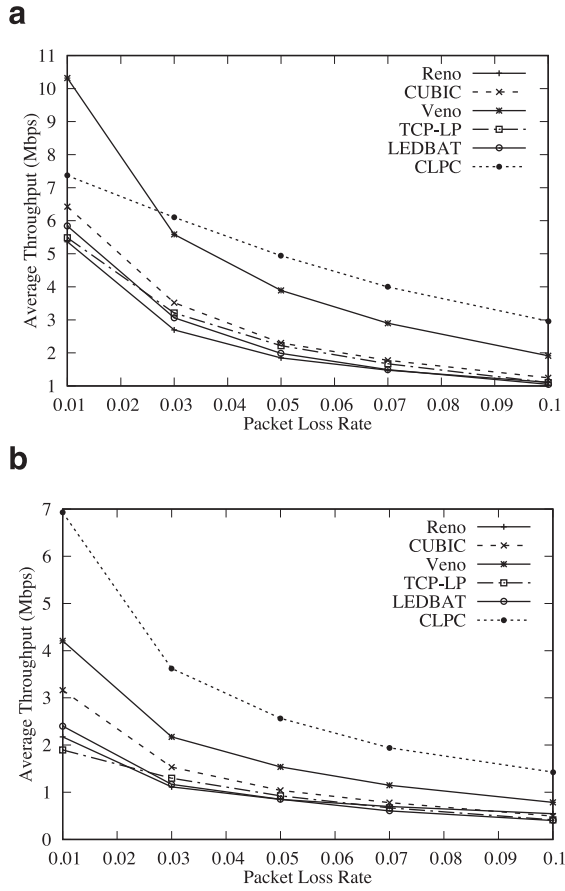 a
Average Throughput (Mbps)
11
10
9
8
7
6
5
4
3
2
1
Reno
CUBIC
Veno
TCP-LP
LEDBAT
CLPC
0.01 0.02 0.03 0.04 0.05 0.06 0.07 0.08 0.09 0.1
Packet Loss Rate
b
Average Throughput (Mbps)
7
6
5
4
3
2
1
0
Reno
CUBIC
Veno
TCP-LP
LEDBAT
CLPC
0.01 0.02 0.03 0.04 0.05 0.06 0.07 0.08 0.09 0.1
Packet Loss Rate